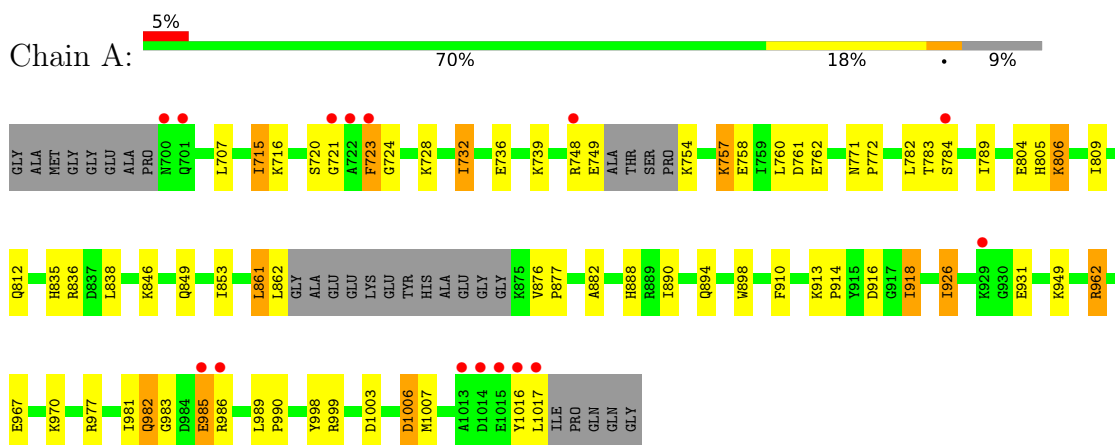 5%
Chain A:
70% 18% • 9%
GLY ALA MET GLY GLY GLU ALA PRO N700 Q701 L707 I715 K716 S720 G721 A722 F723 G724 K728 I732 E736 K739 R748 E749 ALA THR SER PRO K754 K757 E758 I759 L760 D761 E762 N771 P772 L782 T783 S784 I789 E804 H805 K806 I809
Q812 H835 R836 D837 L838 K846 Q849 I853 L861 L862 GLY ALA GLU GLU LYS GLU TYR HIS ALA GLU GLY GLY K875 V876 P877 A882 H888 R889 I890 Q894 W898 F910 K913 P914 Y915 D916 G917 I918 I926 K929 G930 E931 K949 R962
E967 K970 R977 I981 Q982 G983 D984 E985 R986 L989 P990 Y998 R999 D1003 D1006 M1007 A1013 D1014 E1015 Y1016 L1017 ILE PRO GLN GLN GLY